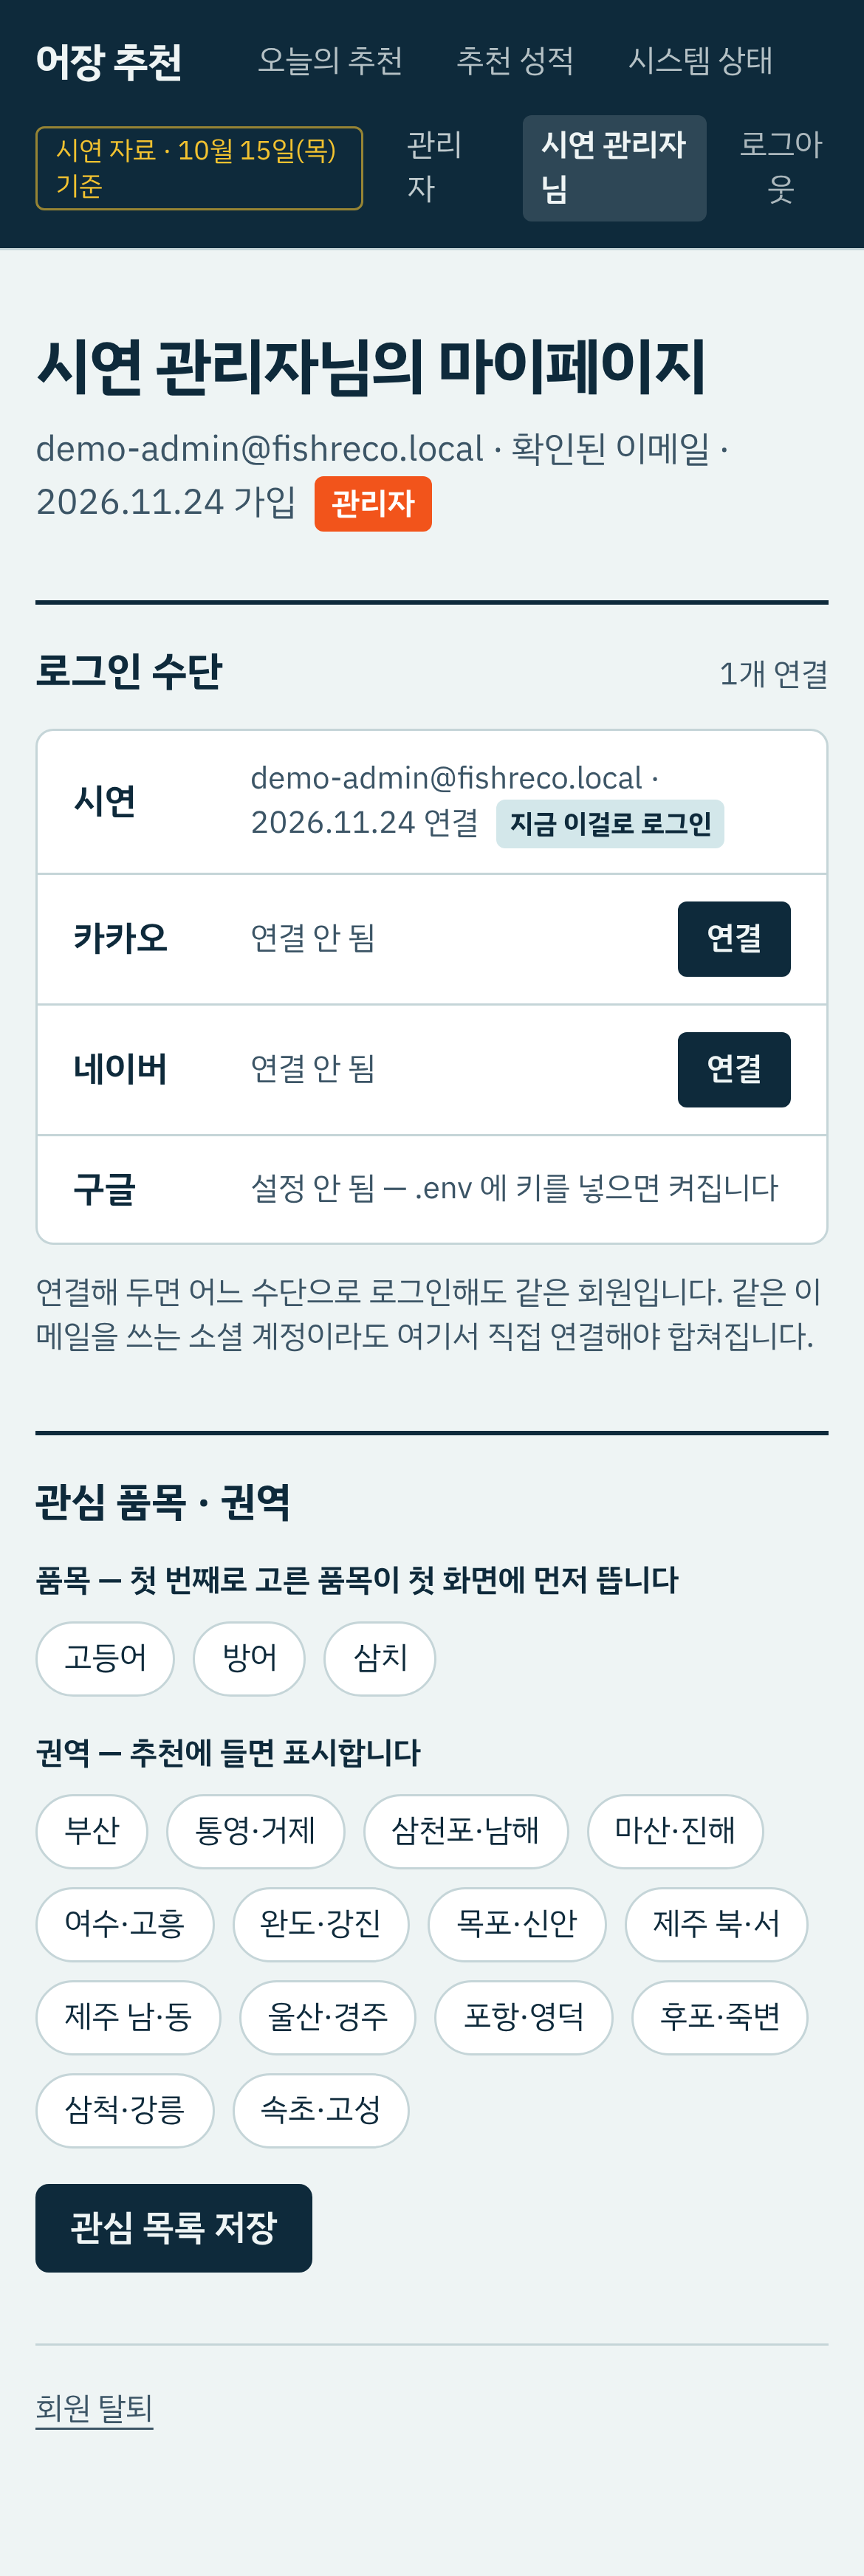 어장 추천 오늘의 추천 추천 성적 시스템 상태
시연 자료 · 10월 15일(목)
기준
관리
자
시연 관리자
님
로그아
웃
시연 관리자님의 마이페이지
demo-admin@fishreco.local · 확인된 이메일 ·
2026.11.24 가입 관리자
로그인 수단 1개 연결
시연 demo-admin@fishreco.local ·
2026.11.24 연결 지금 이걸로 로그인
카카오 연결 안 됨 연결
네이버 연결 안 됨 연결
구글 설정 안 됨 — .env 에 키를 넣으면 켜집니다
연결해 두면 어느 수단으로 로그인해도 같은 회원입니다. 같은 이
메일을 쓰는 소셜 계정이라도 여기서 직접 연결해야 합쳐집니다.
관심 품목 · 권역
품목 — 첫 번째로 고른 품목이 첫 화면에 먼저 뜹니다
고등어 방어 삼치
권역 — 추천에 들면 표시합니다
부산 통영·거제 삼천포·남해 마산·진해
여수·고흥 완도·강진 목포·신안 제주 북·서
제주 남·동 울산·경주 포항·영덕 후포·죽변
삼척·강릉 속초·고성
관심 목록 저장
회원 탈퇴